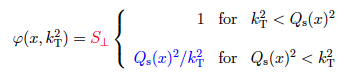 φ(x, k_T^2) = S_⊥ { 1 for k_T^2 < Q_s(x)^2
Q_s(x)^2/k_T^2 for Q_s(x)^2 < k_T^2